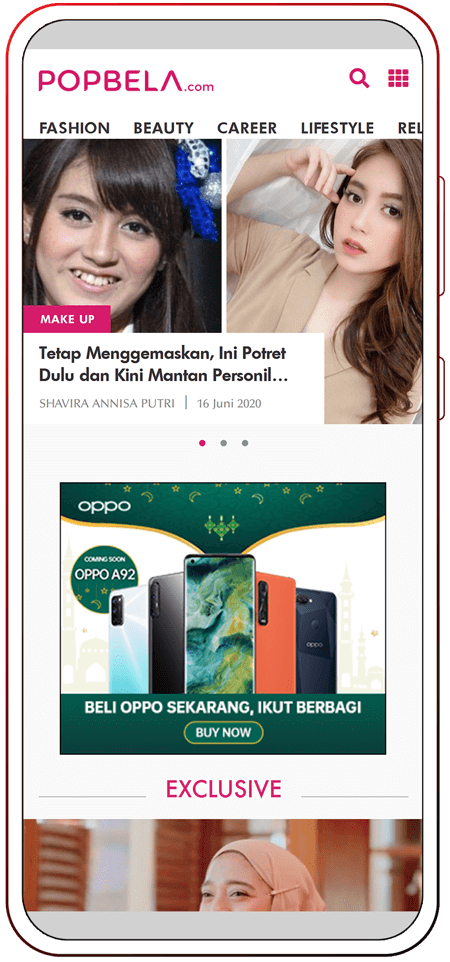 POPBELA.com
FASHION BEAUTY CAREER LIFESTYLE REL
MAKE UP
Tetap Menggemaskan, Ini Potret
Dulu dan Kini Mantan Personil...
SHAVIRA ANNISA PUTRI | 16 Juni 2020
oppo
COMING SOON
OPPO A92
oppo
BELI OPPO SEKARANG, IKUT BERBAGI
BUY NOW
EXCLUSIVE